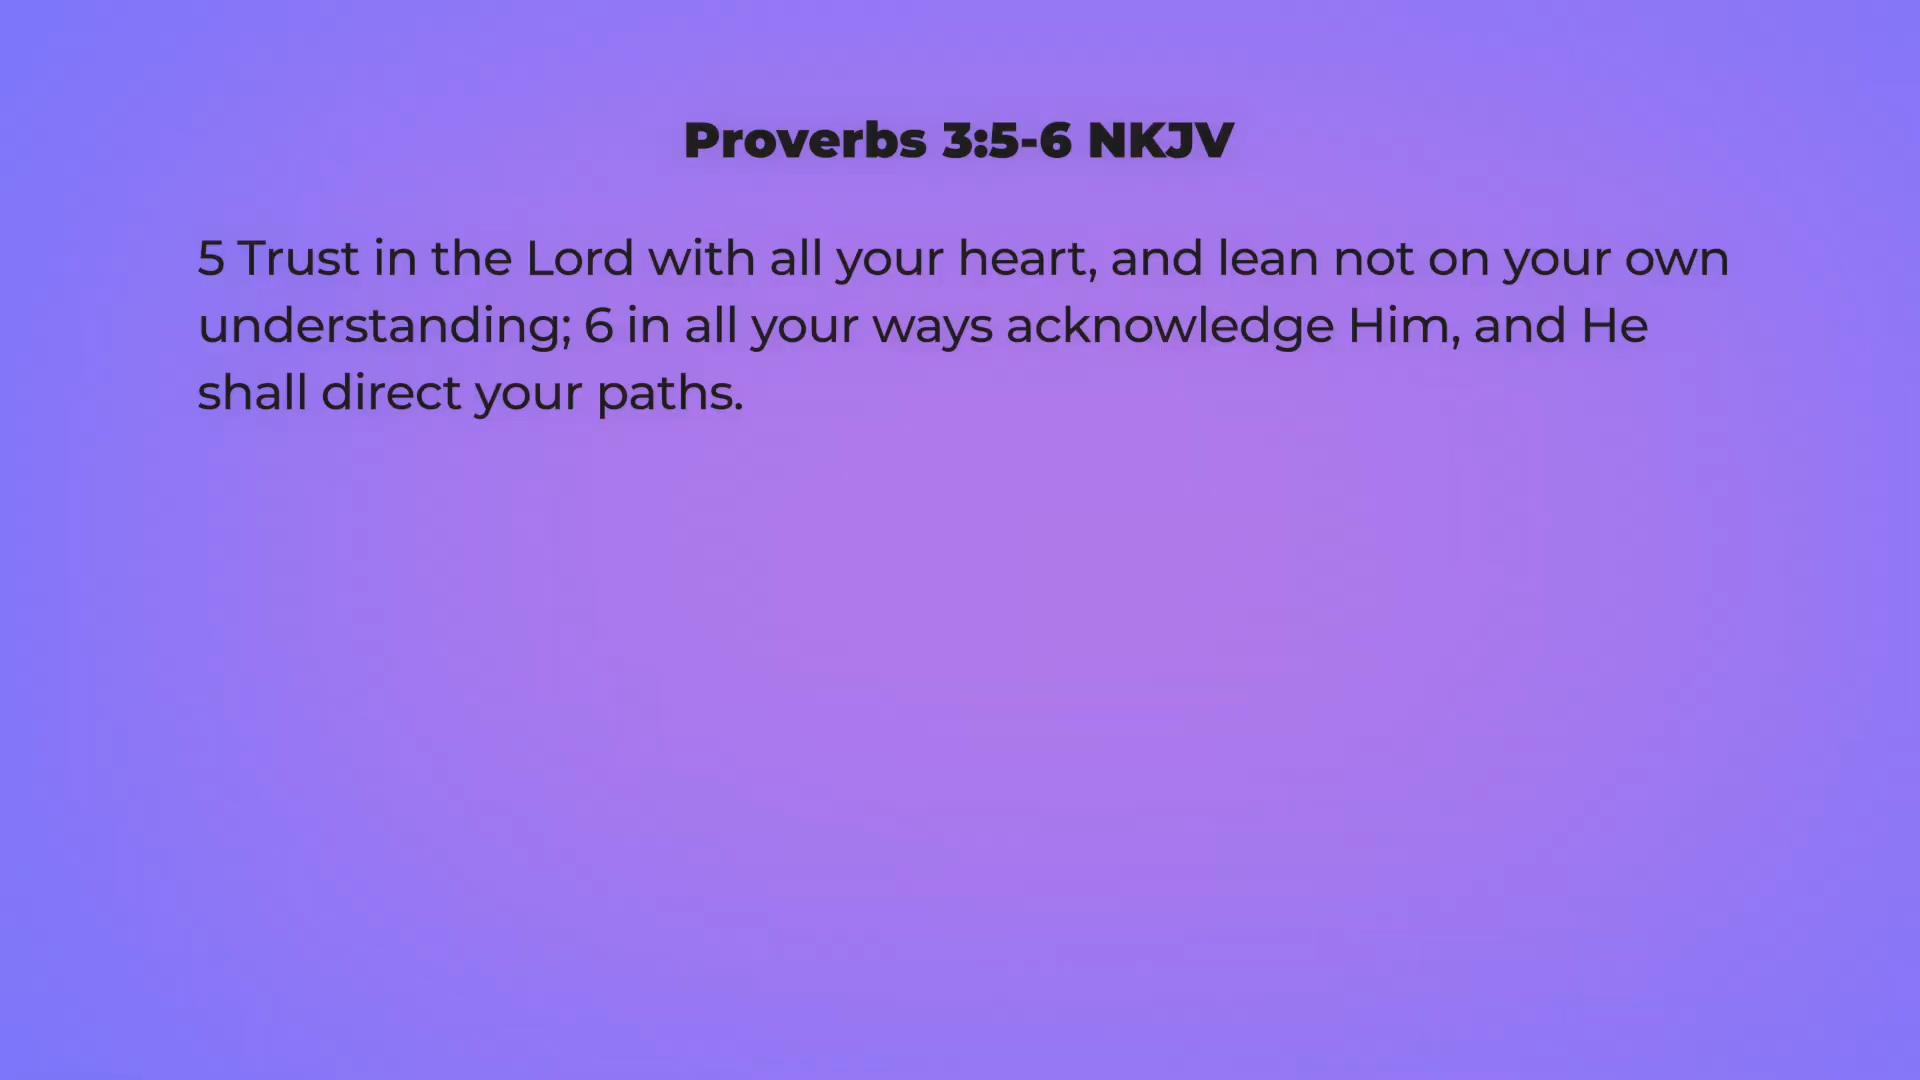 Proverbs 3:5-6 NKJV
5 Trust in the Lord with all your heart, and lean not on your own
understanding; 6 in all your ways acknowledge Him, and He
shall direct your paths.